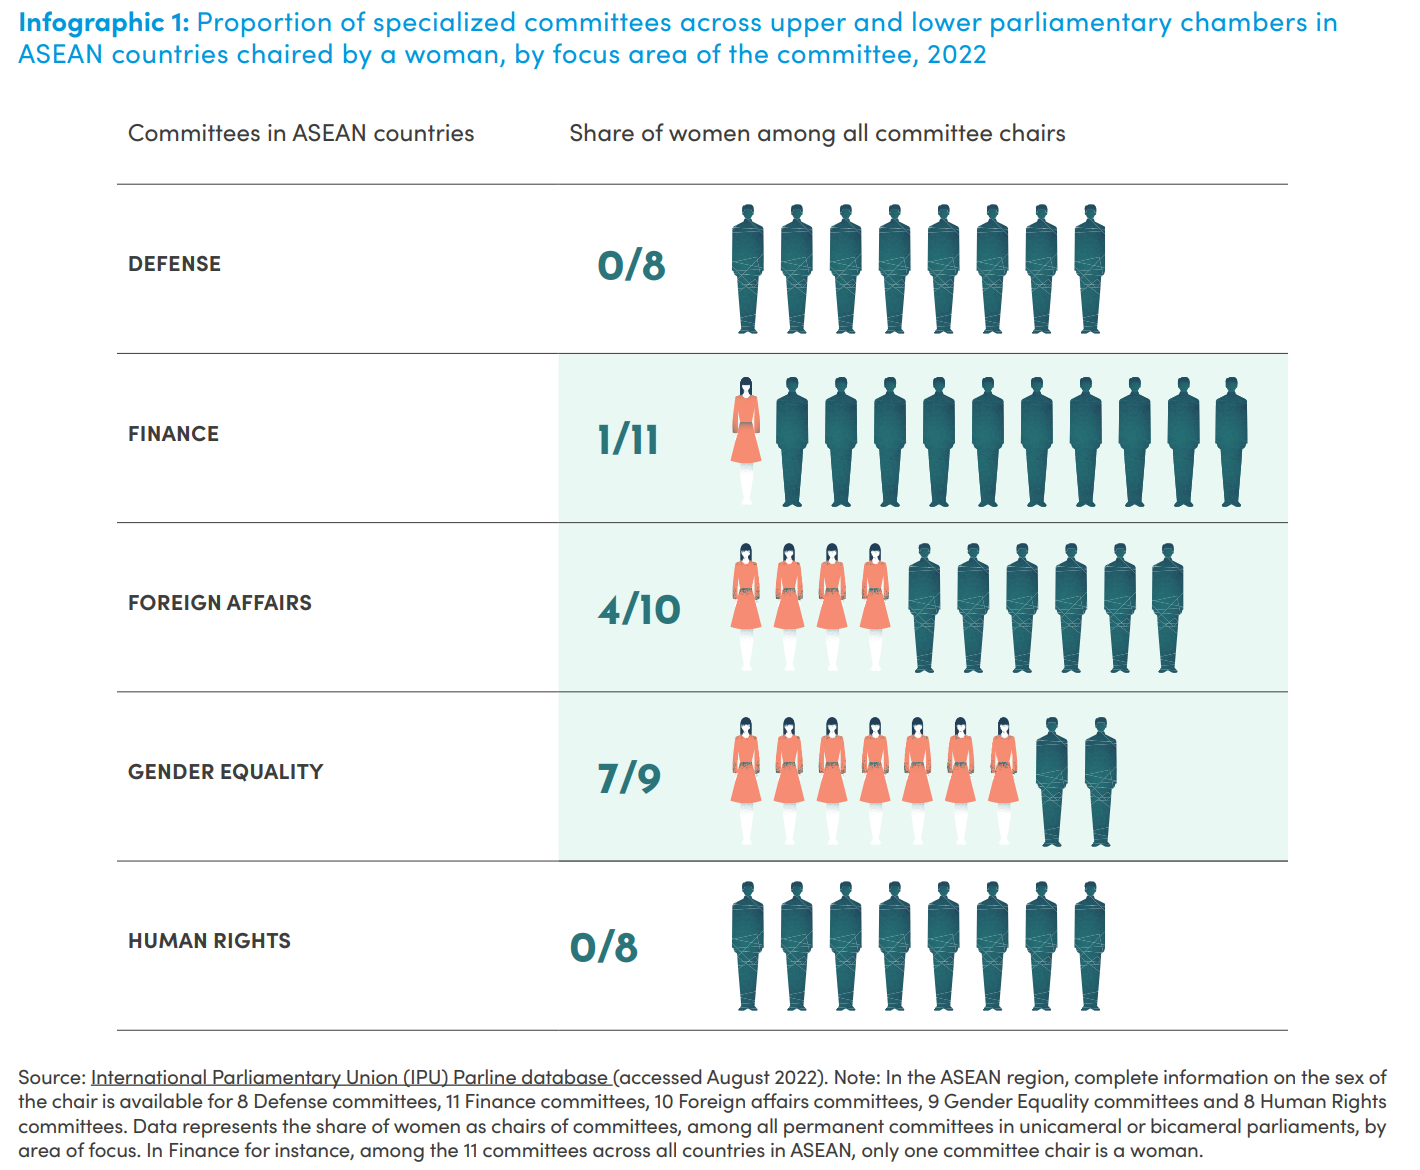 Infographic 1: Proportion of specialized committees across upper and lower parliamentary chambers in
ASEAN countries chaired by a woman, by focus area of the committee, 2022
Committees in ASEAN countries
Share of women among all committee chairs
DEFENSE
0/8
FINANCE
1/11
FOREIGN AFFAIRS
4/10
GENDER EQUALITY
7/9
HUMAN RIGHTS
0/8
Source: International Parliamentary Union (IPU) Parline database (accessed August 2022). Note: In the ASEAN region, complete information on the sex of
the chair is available for 8 Defense committees, 11 Finance committees, 10 Foreign affairs committees, 9 Gender Equality committees and 8 Human Rights
committees. Data represents the share of women as chairs of committees, among all permanent committees in unicameral or bicameral parliaments, by
area of focus. In Finance for instance, among the 11 committees across all countries in ASEAN, only one committee chair is a woman.